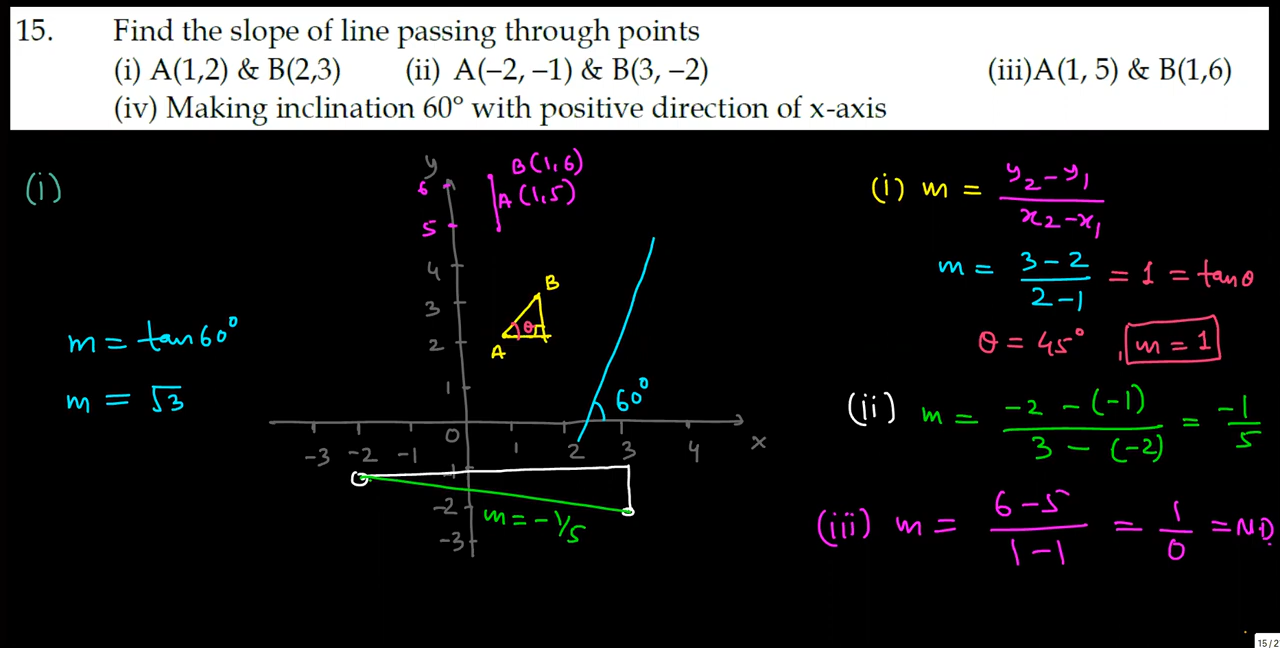 15. Find the slope of line passing through points
(i) A(1,2) & B(2,3) (ii) A(–2, –1) & B(3, –2) (iii)A(1, 5) & B(1,6)
(iv) Making inclination 60° with positive direction of x-axis
(i)
m = tan 60°
m = √3
y
6
5
4
3
2
1
0
-1
-2
-3
-3 -2 -1 1 2 3 4 x
B(1,6)
A(1,5)
B
θ
A
60°
m = -1/5
(i) m = y2-y1 / x2-x1
m = 3-2 / 2-1 = 1 = tanθ
θ = 45° , m = 1
(ii) m = -2-(-1) / 3-(-2) = -1/5
(iii) m = 6-5 / 1-1 = 1/0 = N.D.
15 / 2